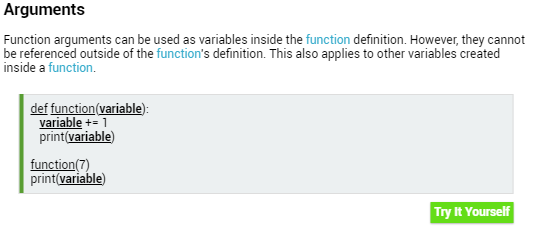 Arguments
Function arguments can be used as variables inside the function definition. However, they cannot
be referenced outside of the function's definition. This also applies to other variables created
inside a function.
def function(variable):
variable += 1
print(variable)
function(7)
print(variable)
Try It Yourself